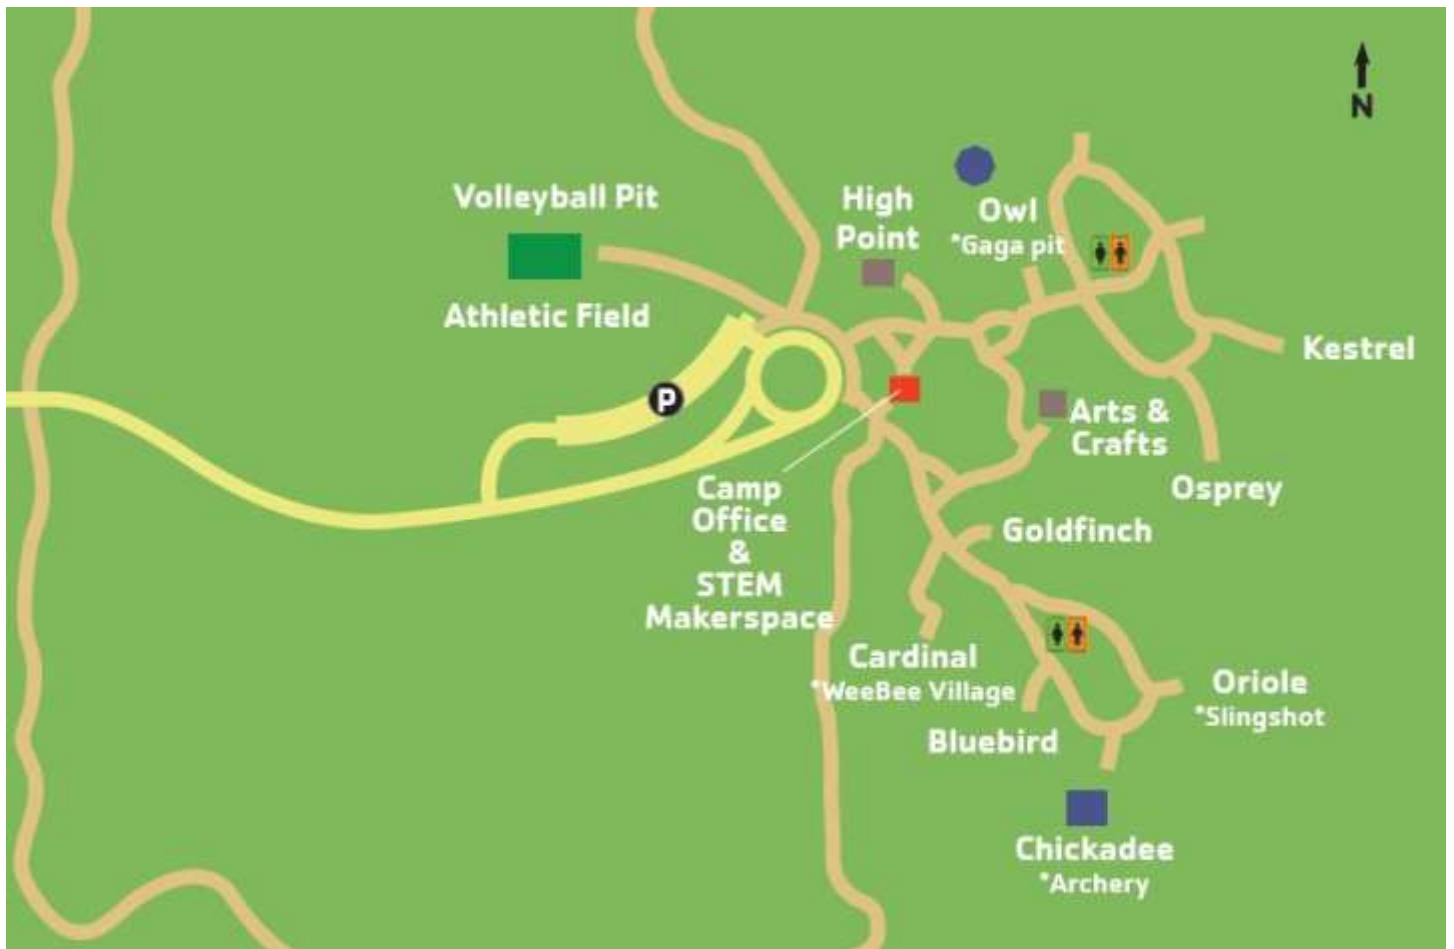 N
Volleyball Pit
High
Point
Owl
*Gaga pit
Athletic Field
Kestrel
P
Arts &
Crafts
Camp
Office
&
STEM
Makerspace
Osprey
Goldfinch
Cardinal
*WeeBee Village
Oriole
*Slingshot
Bluebird
Chickadee
*Archery